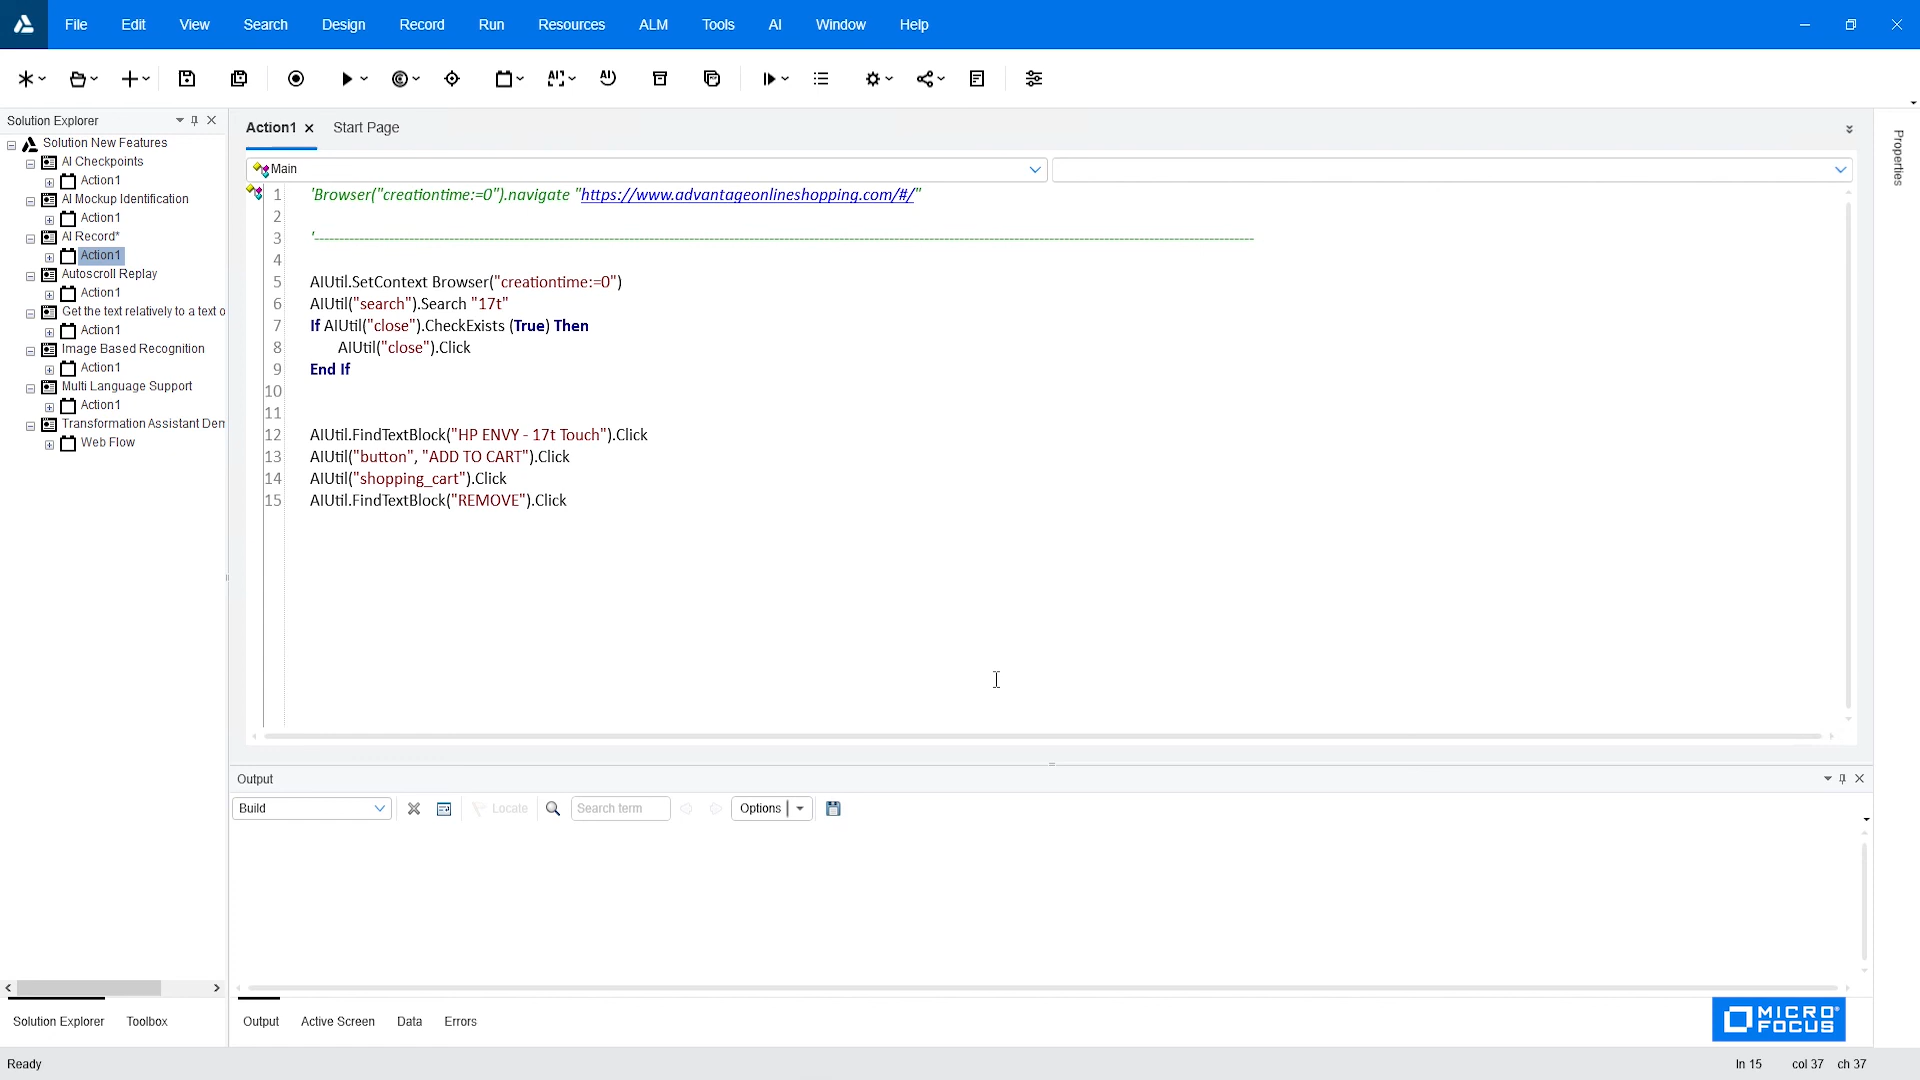 File Edit View Search Design Record Run Resources ALM Tools AI Window Help
Solution Explorer
Solution New Features
AI Checkpoints
Action1
AI Mockup Identification
Action1
AI Record*
Action1
Autoscroll Replay
Action1
Get the text relatively to a text o
Action1
Image Based Recognition
Action1
Multi Language Support
Action1
Transformation Assistant Dem
Web Flow
Solution Explorer Toolbox
Action1 Start Page
Main
1 'Browser("creationtime:=0").navigate "https://www.advantageonlineshopping.com/#/"
2
3 '------------------------------------------------------------------------------------------------------------------------
4
5 AIUtil.SetContext Browser("creationtime:=0")
6 AIUtil("search").Search "17t"
7 If AIUtil("close").CheckExists (True) Then
8 AIUtil("close").Click
9 End If
10
11
12 AIUtil.FindTextBlock("HP ENVY - 17t Touch").Click
13 AIUtil("button", "ADD TO CART").Click
14 AIUtil("shopping_cart").Click
15 AIUtil.FindTextBlock("REMOVE").Click
Properties
Output
Build Locate Search term Options
Output Active Screen Data Errors
MICRO
FOCUS
Ready ln 15 col 37 ch 37